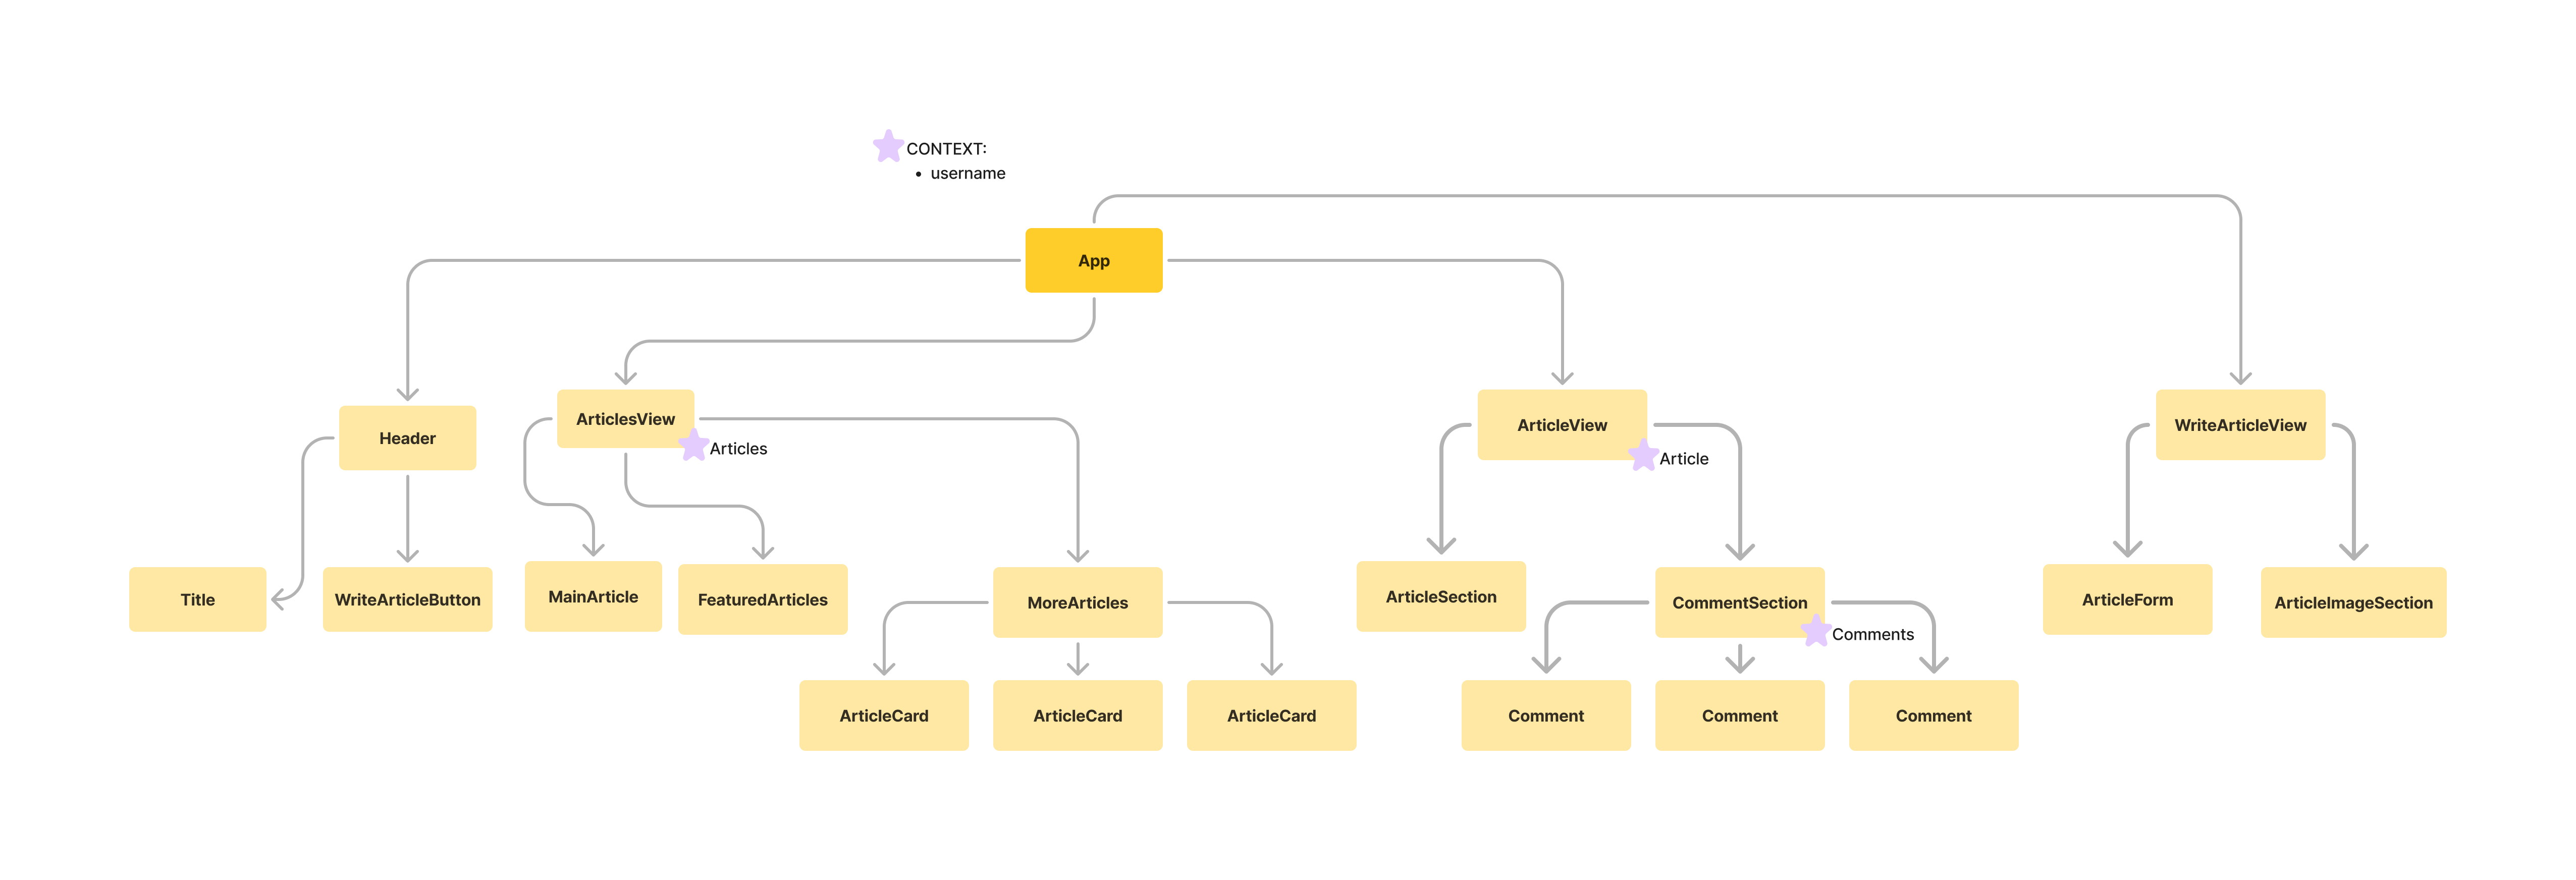 CONTEXT:
• username
App
Header
ArticlesView
Articles
ArticleView
Article
WriteArticleView
Title
WriteArticleButton
MainArticle
FeaturedArticles
MoreArticles
ArticleSection
CommentSection
Comments
ArticleForm
ArticleImageSection
ArticleCard
ArticleCard
ArticleCard
Comment
Comment
Comment